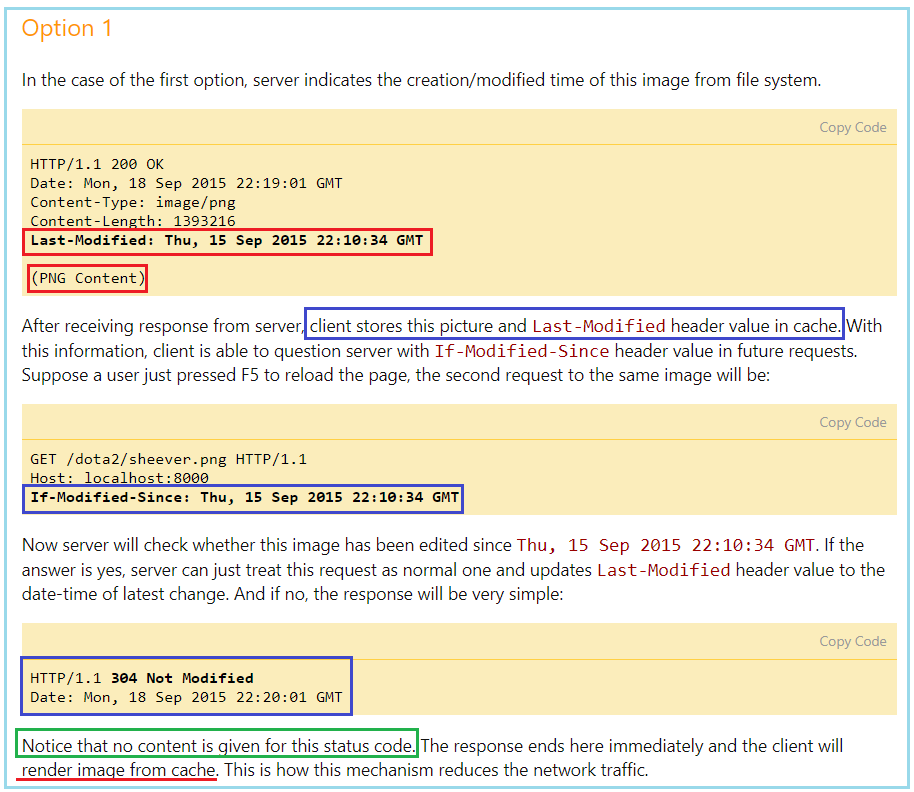 Option 1
In the case of the first option, server indicates the creation/modified time of this image from file system.
Copy Code
HTTP/1.1 200 OK
Date: Mon, 18 Sep 2015 22:19:01 GMT
Content-Type: image/png
Content-Length: 1393216
Last-Modified: Thu, 15 Sep 2015 22:10:34 GMT
(PNG Content)
After receiving response from server, client stores this picture and Last-Modified header value in cache. With
this information, client is able to question server with If-Modified-Since header value in future requests.
Suppose a user just pressed F5 to reload the page, the second request to the same image will be:
Copy Code
GET /dota2/sheever.png HTTP/1.1
Host: localhost:8000
If-Modified-Since: Thu, 15 Sep 2015 22:10:34 GMT
Now server will check whether this image has been edited since Thu, 15 Sep 2015 22:10:34 GMT. If the
answer is yes, server can just treat this request as normal one and updates Last-Modified header value to the
date-time of latest change. And if no, the response will be very simple:
Copy Code
HTTP/1.1 304 Not Modified
Date: Mon, 18 Sep 2015 22:20:01 GMT
Notice that no content is given for this status code. The response ends here immediately and the client will
render image from cache. This is how this mechanism reduces the network traffic.